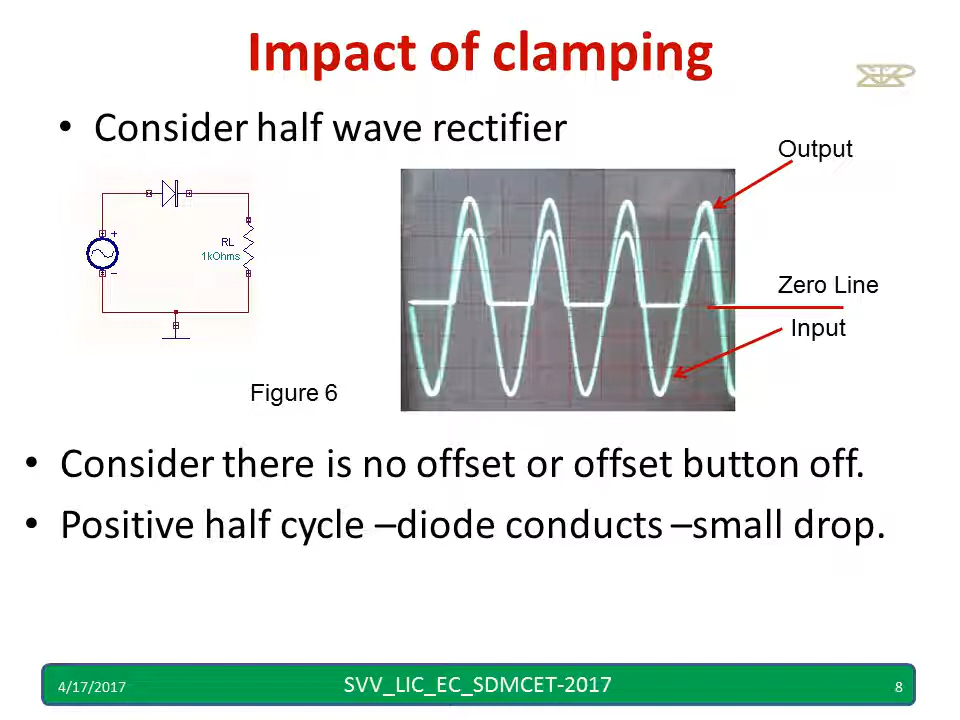 Impact of clamping
• Consider half wave rectifier
Output
+
RL
1kOhms
−
Zero Line
Input
Figure 6
• Consider there is no offset or offset button off.
• Positive half cycle –diode conducts –small drop.
4/17/2017
SVV_LIC_EC_SDMCET-2017
8